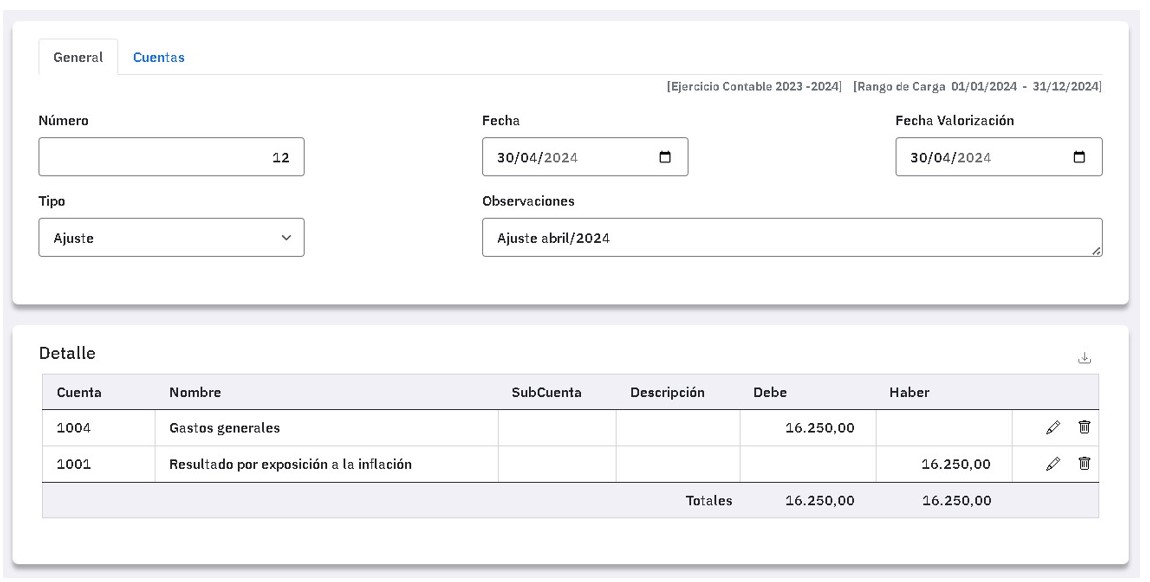 General Cuentas
[Ejercicio Contable 2023 -2024] [Rango de Carga 01/01/2024 - 31/12/2024]
Número Fecha Fecha Valorización
12 30/04/2024 30/04/2024
Tipo Observaciones
Ajuste Ajuste abril/2024
Detalle
Cuenta Nombre SubCuenta Descripción Debe Haber
1004 Gastos generales 16.250,00
1001 Resultado por exposición a la inflación 16.250,00
Totales 16.250,00 16.250,00